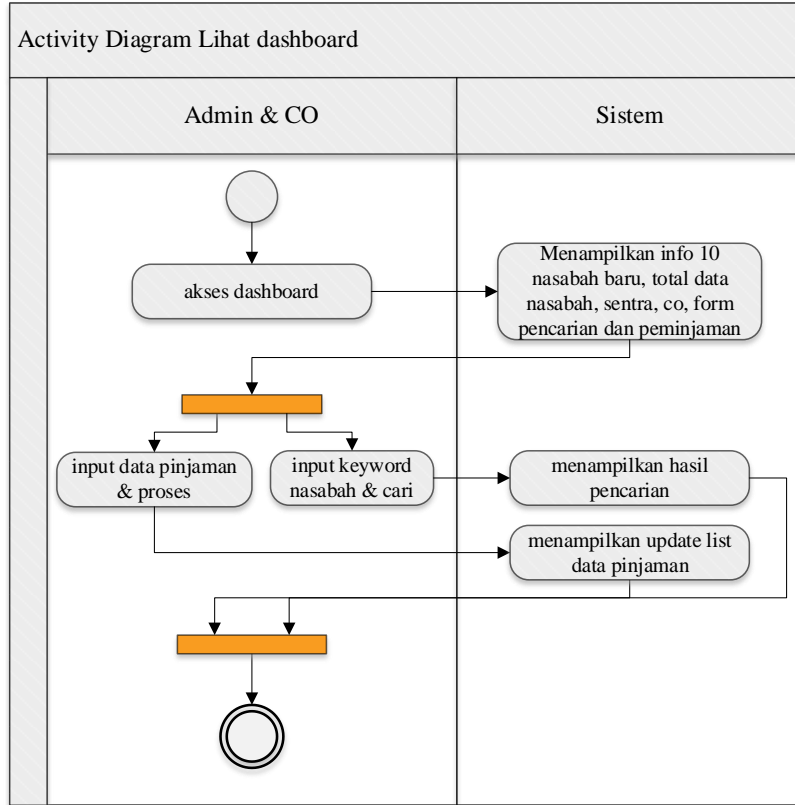 Activity Diagram Lihat dashboard
Admin & CO
Sistem
akses dashboard
Menampilkan info 10
nasabah baru, total data
nasabah, sentra, co, form
pencarian dan peminjaman
input data pinjaman
& proses
input keyword
nasabah & cari
menampilkan hasil
pencarian
menampilkan update list
data pinjaman